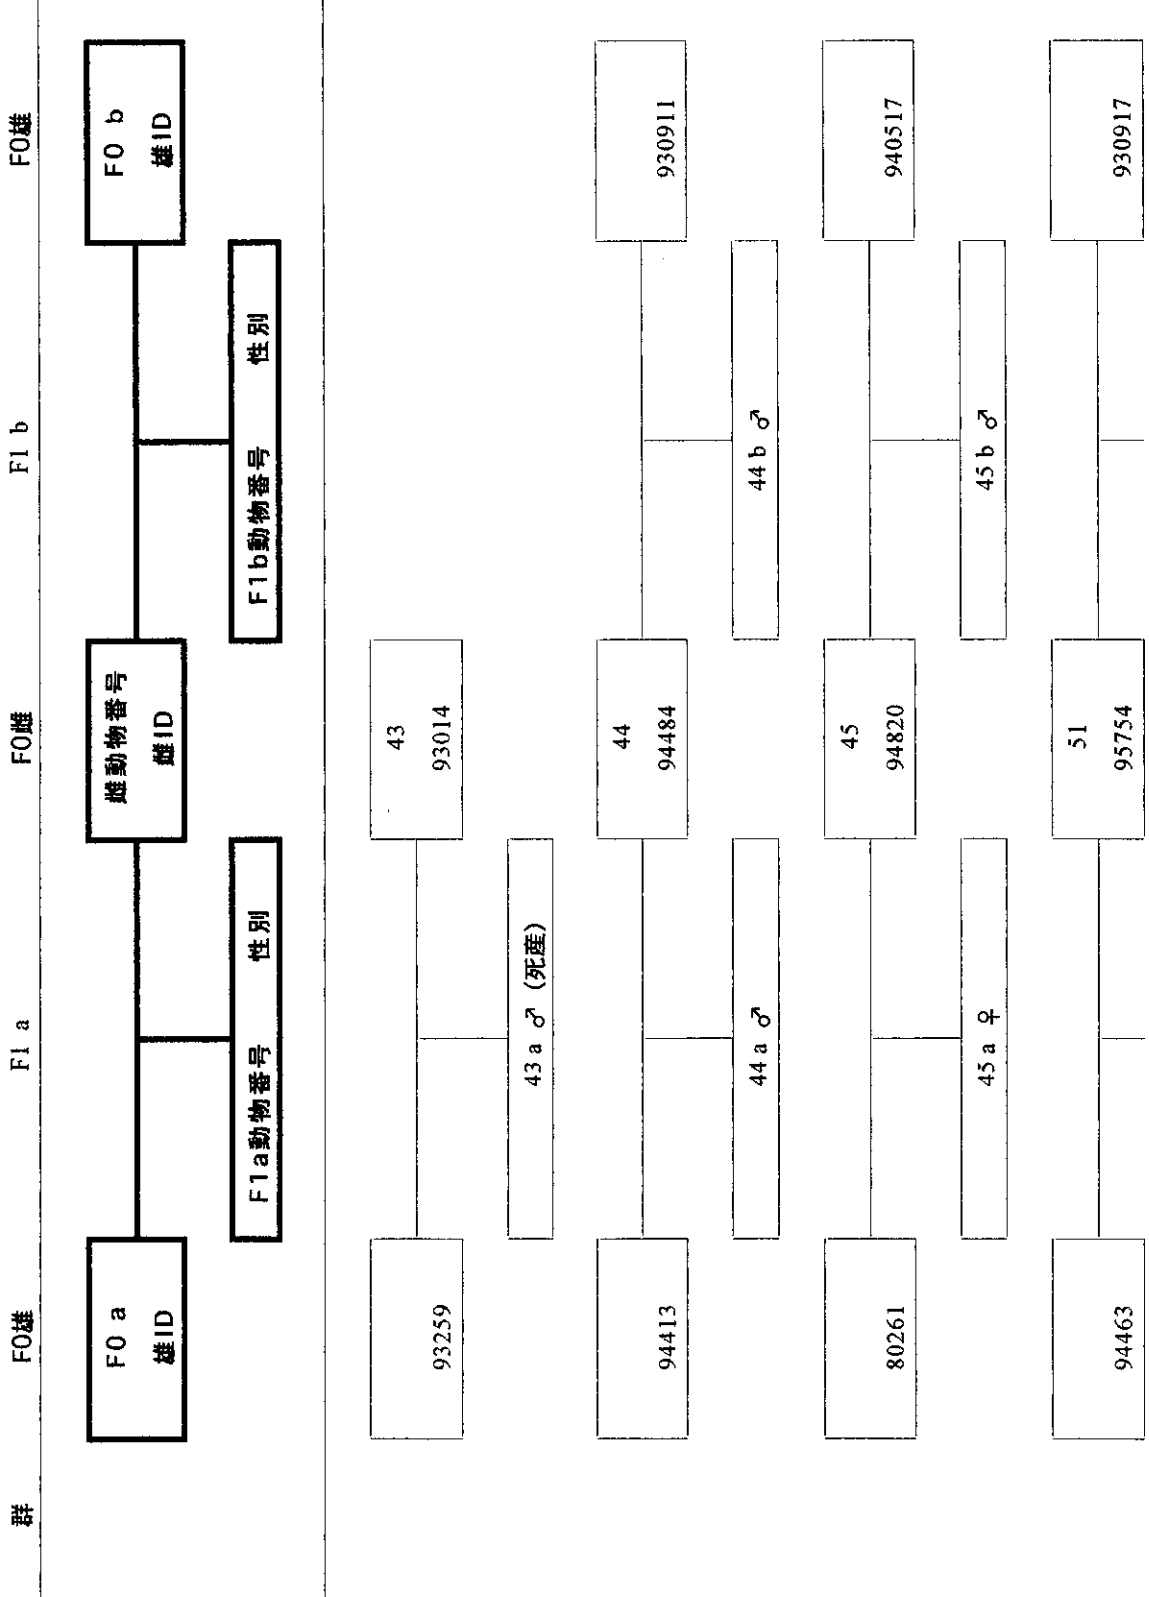 群 F0雄 F1 a F0雌 F1 b F0雄
F0 a
雄ID
雌動物番号
雌ID
F0 b
雄ID
F1a動物番号 性別
F1b動物番号 性別
93259
43
93014
43 a ♂ (死産)
94413
44
94484
930911
44 a ♂
44 b ♂
80261
45
94820
940517
45 a ♀
45 b ♂
94463
51
95754
930917